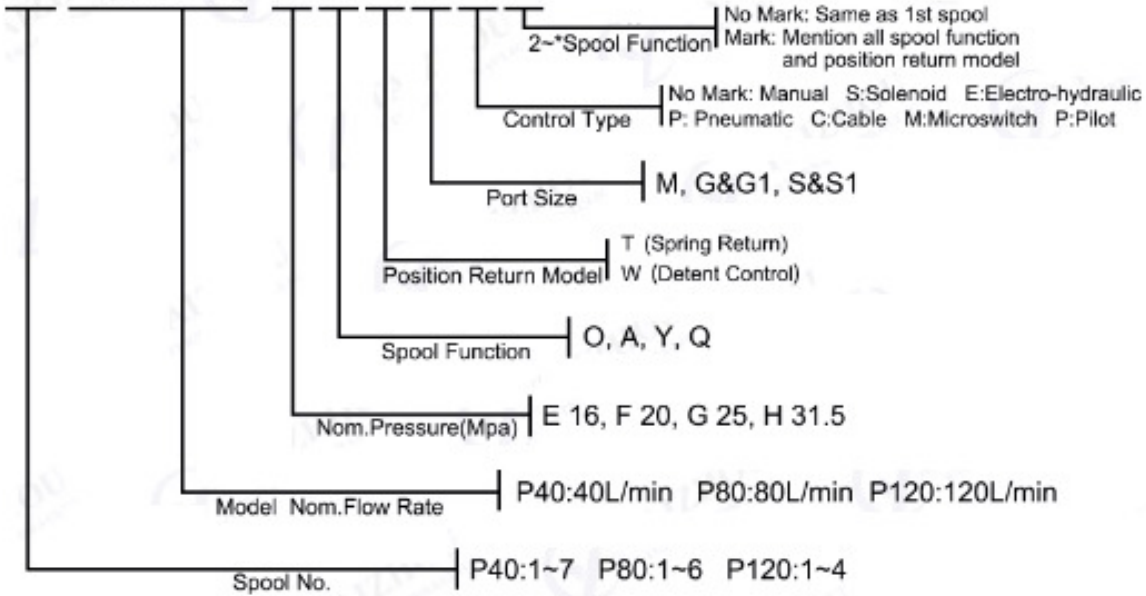 No Mark: Same as 1st spool
2~*Spool Function Mark: Mention all spool function
and position return model
No Mark: Manual S:Solenoid E:Electro-hydraulic
Control Type P: Pneumatic C:Cable M:Microswitch P:Pilot
Port Size M, G&G1, S&S1
T (Spring Return)
Position Return Model W (Detent Control)
Spool Function O, A, Y, Q
Nom.Pressure(Mpa) E 16, F 20, G 25, H 31.5
Model Nom.Flow Rate P40:40L/min P80:80L/min P120:120L/min
Spool No. P40:1~7 P80:1~6 P120:1~4